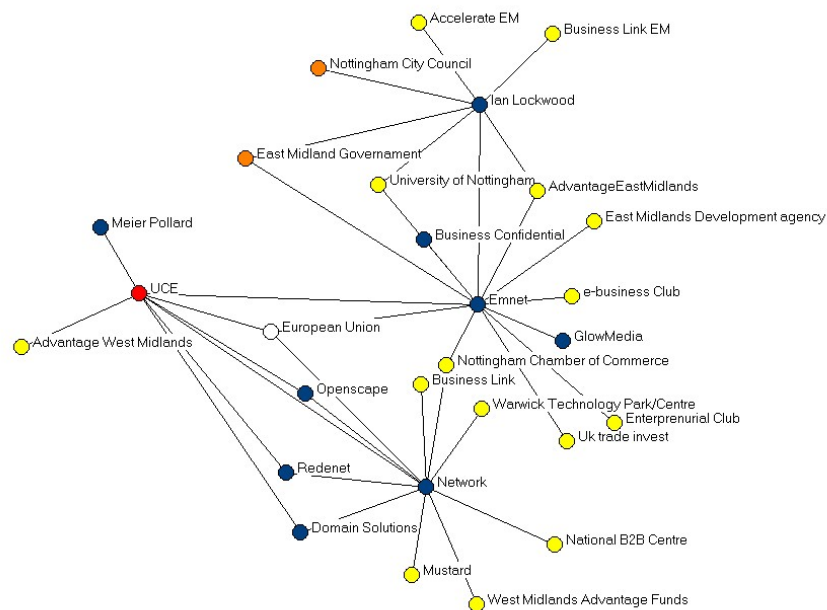 Accelerate EM
Business Link EM
Nottingham City Council
Ian Lockwood
East Midland Governament
University of Nottingham
AdvantageEastMidlands
Meier Pollard
East Midlands Development agency
Business Confidential
UCE
e-business Club
Emnet
European Union
GlowMedia
Advantage West Midlands
Nottingham Chamber of Commerce
Business Link
Openscape
Warwick Technology Park/Centre
Enterprenurial Club
Uk trade invest
Redenet
Network
Domain Solutions
National B2B Centre
Mustard
West Midlands Advantage Funds